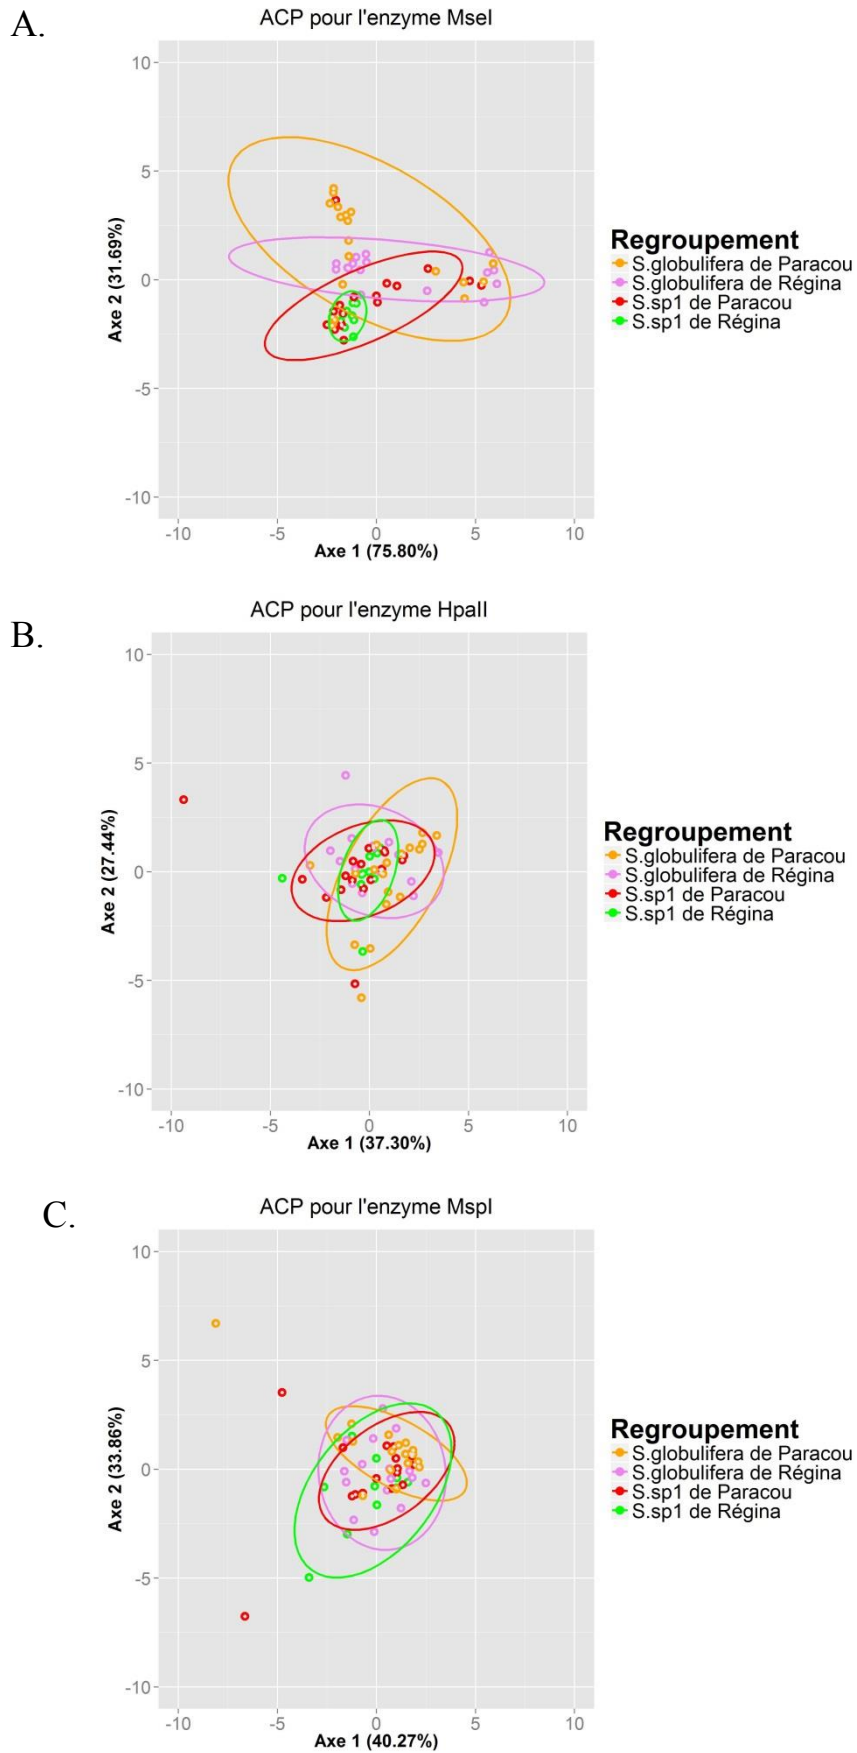 A.
ACP pour l'enzyme MseI
10
5
0
-5
-10
Axe 2 (31.69%)
-10 -5 0 5 10
Axe 1 (75.80%)
Regroupement
S.globulifera de Paracou
S.globulifera de Régina
S.sp1 de Paracou
S.sp1 de Régina
B.
ACP pour l'enzyme HpaII
10
5
0
-5
-10
Axe 2 (27.44%)
-10 -5 0 5 10
Axe 1 (37.30%)
Regroupement
S.globulifera de Paracou
S.globulifera de Régina
S.sp1 de Paracou
S.sp1 de Régina
C.
ACP pour l'enzyme MspI
10
5
0
-5
-10
Axe 2 (33.86%)
-10 -5 0 5 10
Axe 1 (40.27%)
Regroupement
S.globulifera de Paracou
S.globulifera de Régina
S.sp1 de Paracou
S.sp1 de Régina